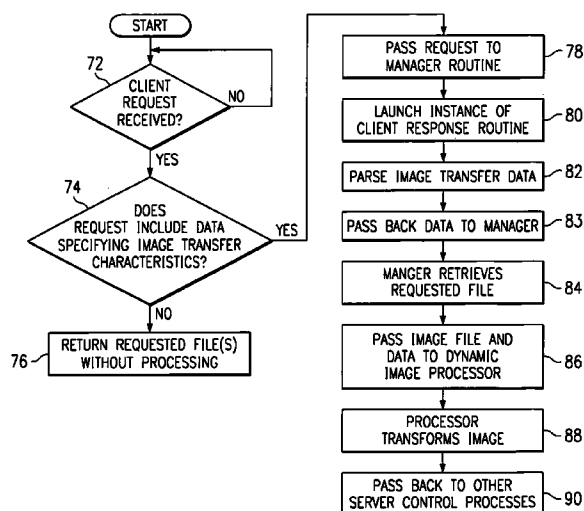 START
72
CLIENT
REQUEST
RECEIVED?
NO
YES
74
DOES
REQUEST INCLUDE DATA
SPECIFYING IMAGE TRANSFER
CHARACTERISTICS?
YES
NO
76
RETURN REQUESTED FILE(S)
WITHOUT PROCESSING
PASS REQUEST TO
MANAGER ROUTINE
78
LAUNCH INSTANCE OF
CLIENT RESPONSE ROUTINE
80
PARSE IMAGE TRANSFER DATA
82
PASS BACK DATA TO MANAGER
83
MANGER RETRIEVES
REQUESTED FILE
84
PASS IMAGE FILE AND
DATA TO DYNAMIC
IMAGE PROCESSOR
86
PROCESSOR
TRANSFORMS IMAGE
88
PASS BACK TO OTHER
SERVER CONTROL PROCESSES
90